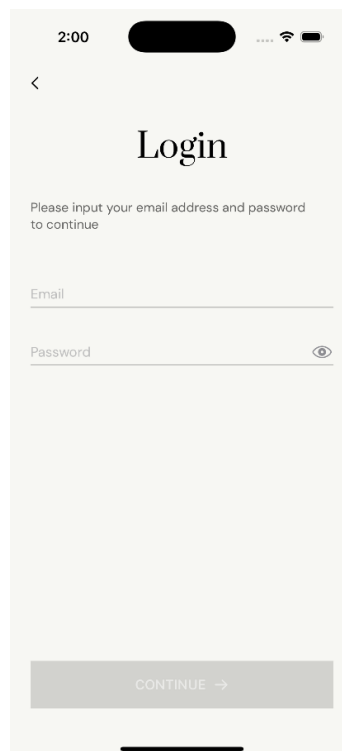 2:00
Login
Please input your email address and password
to continue
Email
Password
CONTINUE →